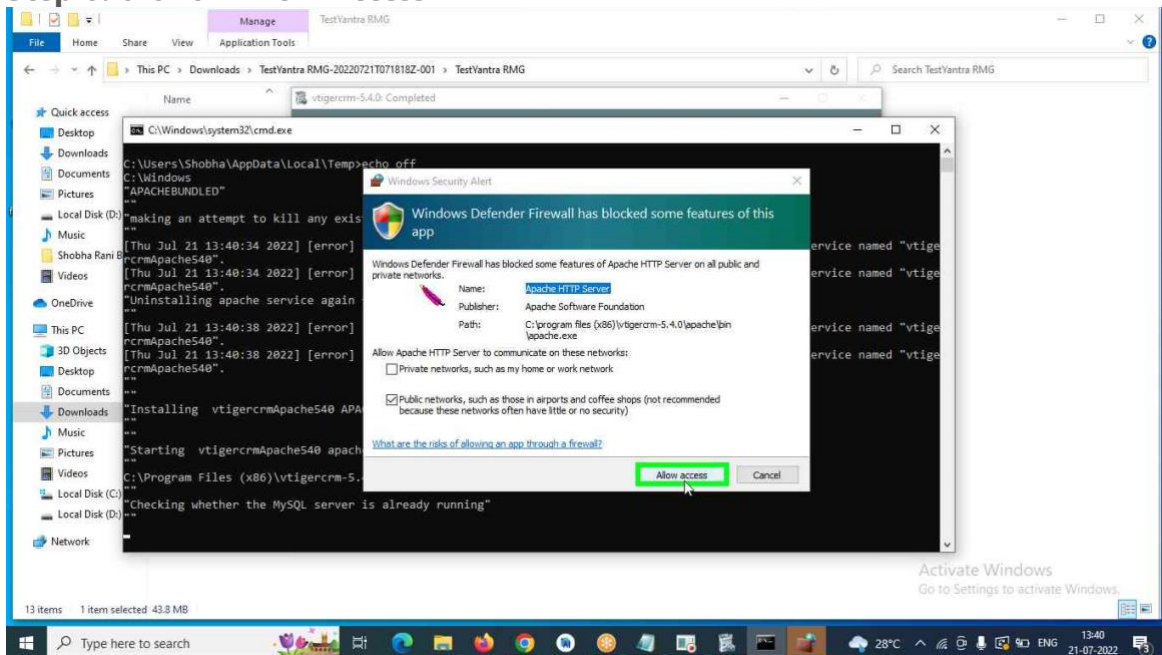 Manage
TestYantra RMG
File
Home
Share
View
Application Tools
This PC > Downloads > TestYantra RMG-20220721T071818Z-001 > TestYantra RMG
Search TestYantra RMG
Name
vtigercrm-5.4.0: Completed
Quick access
Desktop
Downloads
Documents
Pictures
Local Disk (D:)
Music
Shobha Rani B
Videos
OneDrive
This PC
3D Objects
Desktop
Documents
Downloads
Music
Pictures
Videos
Local Disk (C:)
Local Disk (D:)
Network
C:\Windows\system32\cmd.exe
C:\Users\Shobha\AppData\Local\Temp>echo off
C:\Windows
"APACHEBUNDLED"
""
"making an attempt to kill any exis
""
[Thu Jul 21 13:40:34 2022] [error] ervice named "vtige
rcrmApache540".
[Thu Jul 21 13:40:34 2022] [error] ervice named "vtige
rcrmApache540".
"Uninstalling apache service again
""
[Thu Jul 21 13:40:38 2022] [error] ervice named "vtige
rcrmApache540".
[Thu Jul 21 13:40:38 2022] [error] ervice named "vtige
rcrmApache540".
""
""
"Installing vtigercrmApache540 APA
""
""
"Starting vtigercrmApache540 apach
""
C:\Program Files (x86)\vtigercrm-5.
""
"Checking whether the MySQL server is already running"
""
Windows Security Alert
Windows Defender Firewall has blocked some features of this
app
Windows Defender Firewall has blocked some features of Apache HTTP Server on all public and
private networks.
Name: Apache HTTP Server
Publisher: Apache Software Foundation
Path: C:\program files (x86)\vtigercrm-5.4.0\apache\bin
\apache.exe
Allow Apache HTTP Server to communicate on these networks:
Private networks, such as my home or work network
Public networks, such as those in airports and coffee shops (not recommended
because these networks often have little or no security)
What are the risks of allowing an app through a firewall?
Allow access
Cancel
Activate Windows
Go to Settings to activate Windows.
13 items 1 item selected 43.8 MB
Type here to search
28°C
ENG
13:40
21-07-2022